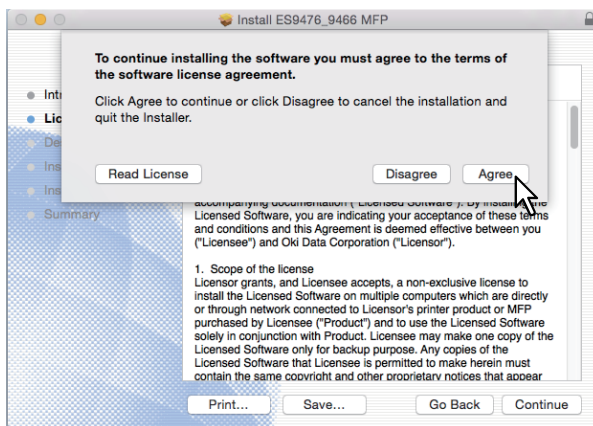 Install ES9476_9466 MFP
To continue installing the software you must agree to the terms of
the software license agreement.
Click Agree to continue or click Disagree to cancel the installation and
quit the Installer.
Read License
Disagree
Agree
Int
Lic
De
Ins
Ins
Summary
accompanying documentation ("Licensed Software"). By installing the
Licensed Software, you are indicating your acceptance of these terms
and conditions and this Agreement is deemed effective between you
("Licensee") and Oki Data Corporation ("Licensor").
1. Scope of the license
Licensor grants, and Licensee accepts, a non-exclusive license to
install the Licensed Software on multiple computers which are directly
or through network connected to Licensor's printer product or MFP
purchased by Licensee ("Product") and to use the Licensed Software
solely in conjunction with Product. Licensee may make one copy of the
Licensed Software only for backup purpose. Any copies of the
Licensed Software that Licensee is permitted to make herein must
contain the same copyright and other proprietary notices that appear
Print...
Save...
Go Back
Continue